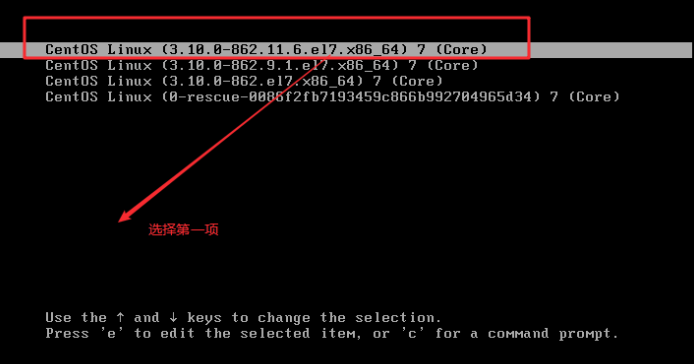 CentOS Linux (3.10.0-862.11.6.el7.x86_64) 7 (Core)
CentOS Linux (3.10.0-862.9.1.el7.x86_64) 7 (Core)
CentOS Linux (3.10.0-862.el7.x86_64) 7 (Core)
CentOS Linux (0-rescue-0086f2fb7193459c866b992704965d34) 7 (Core)
选择第一项
Use the ↑ and ↓ keys to change the selection.
Press 'e' to edit the selected item, or 'c' for a command prompt.